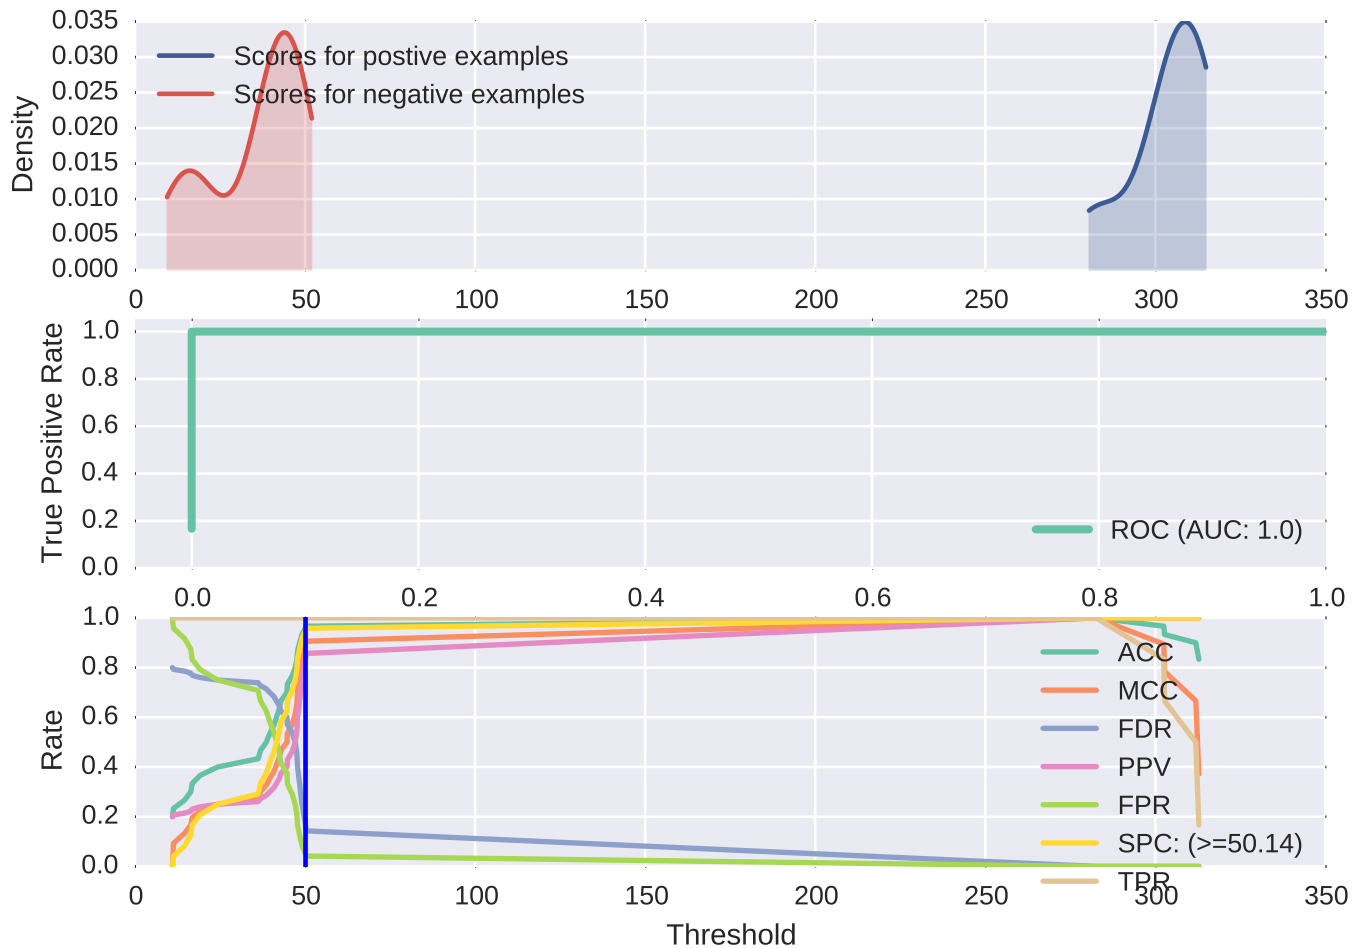 0.035
0.030
0.025
0.020
0.015
0.010
0.005
0.000
Density
Scores for postive examples
Scores for negative examples
0 50 100 150 200 250 300 350
1.0
0.8
0.6
0.4
0.2
0.0
True Positive Rate
ROC (AUC: 1.0)
0.0 0.2 0.4 0.6 0.8 1.0
1.0
0.8
0.6
0.4
0.2
0.0
Rate
ACC
MCC
FDR
PPV
FPR
SPC: (>=50.14)
TPR
0 50 100 150 200 250 300 350
Threshold